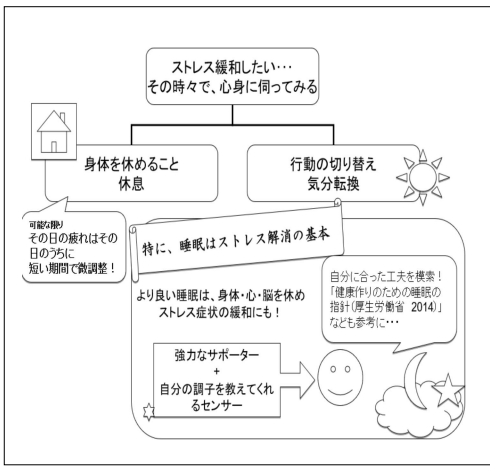 ストレス緩和したい・・・
その時々で、心身に伺ってみる
身体を休めること
休息
行動の切り替え
気分転換
可能な限り
その日の疲れはその
日のうちに
短い期間で微調整！
特に、睡眠はストレス解消の基本
より良い睡眠は、身体・心・脳を休め
ストレス症状の緩和にも！
自分に合った工夫を模索！
「健康作りのための睡眠の
指針（厚生労働省 2014）」
なども参考に・・・
強力なサポーター
+
自分の調子を教えてくれ
るセンサー